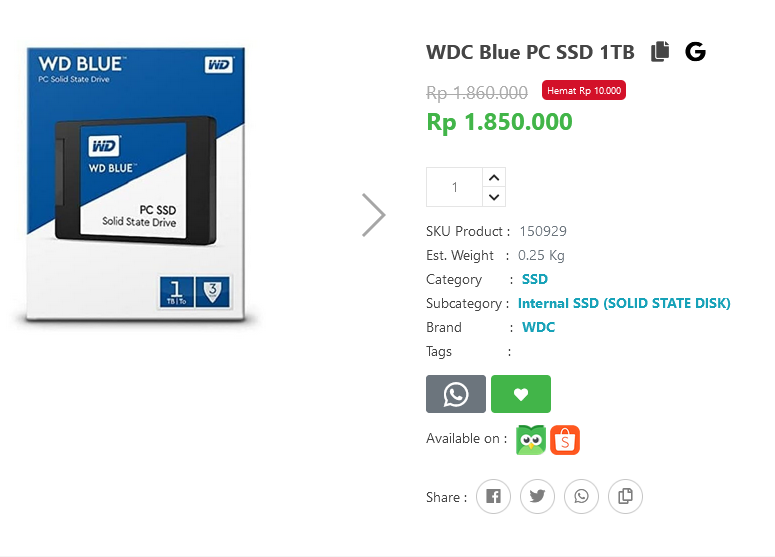 WD BLUE™
PC Solid State Drive
WD
WD
WD BLUE™
PC SSD
Solid State Drive
1
TB | To
3
WDC Blue PC SSD 1TB
G
Rp 1.860.000
Hemat Rp 10.000
Rp 1.850.000
1
SKU Product : 150929
Est. Weight : 0.25 Kg
Category : SSD
Subcategory : Internal SSD (SOLID STATE DISK)
Brand : WDC
Tags :
Available on :
S
Share :